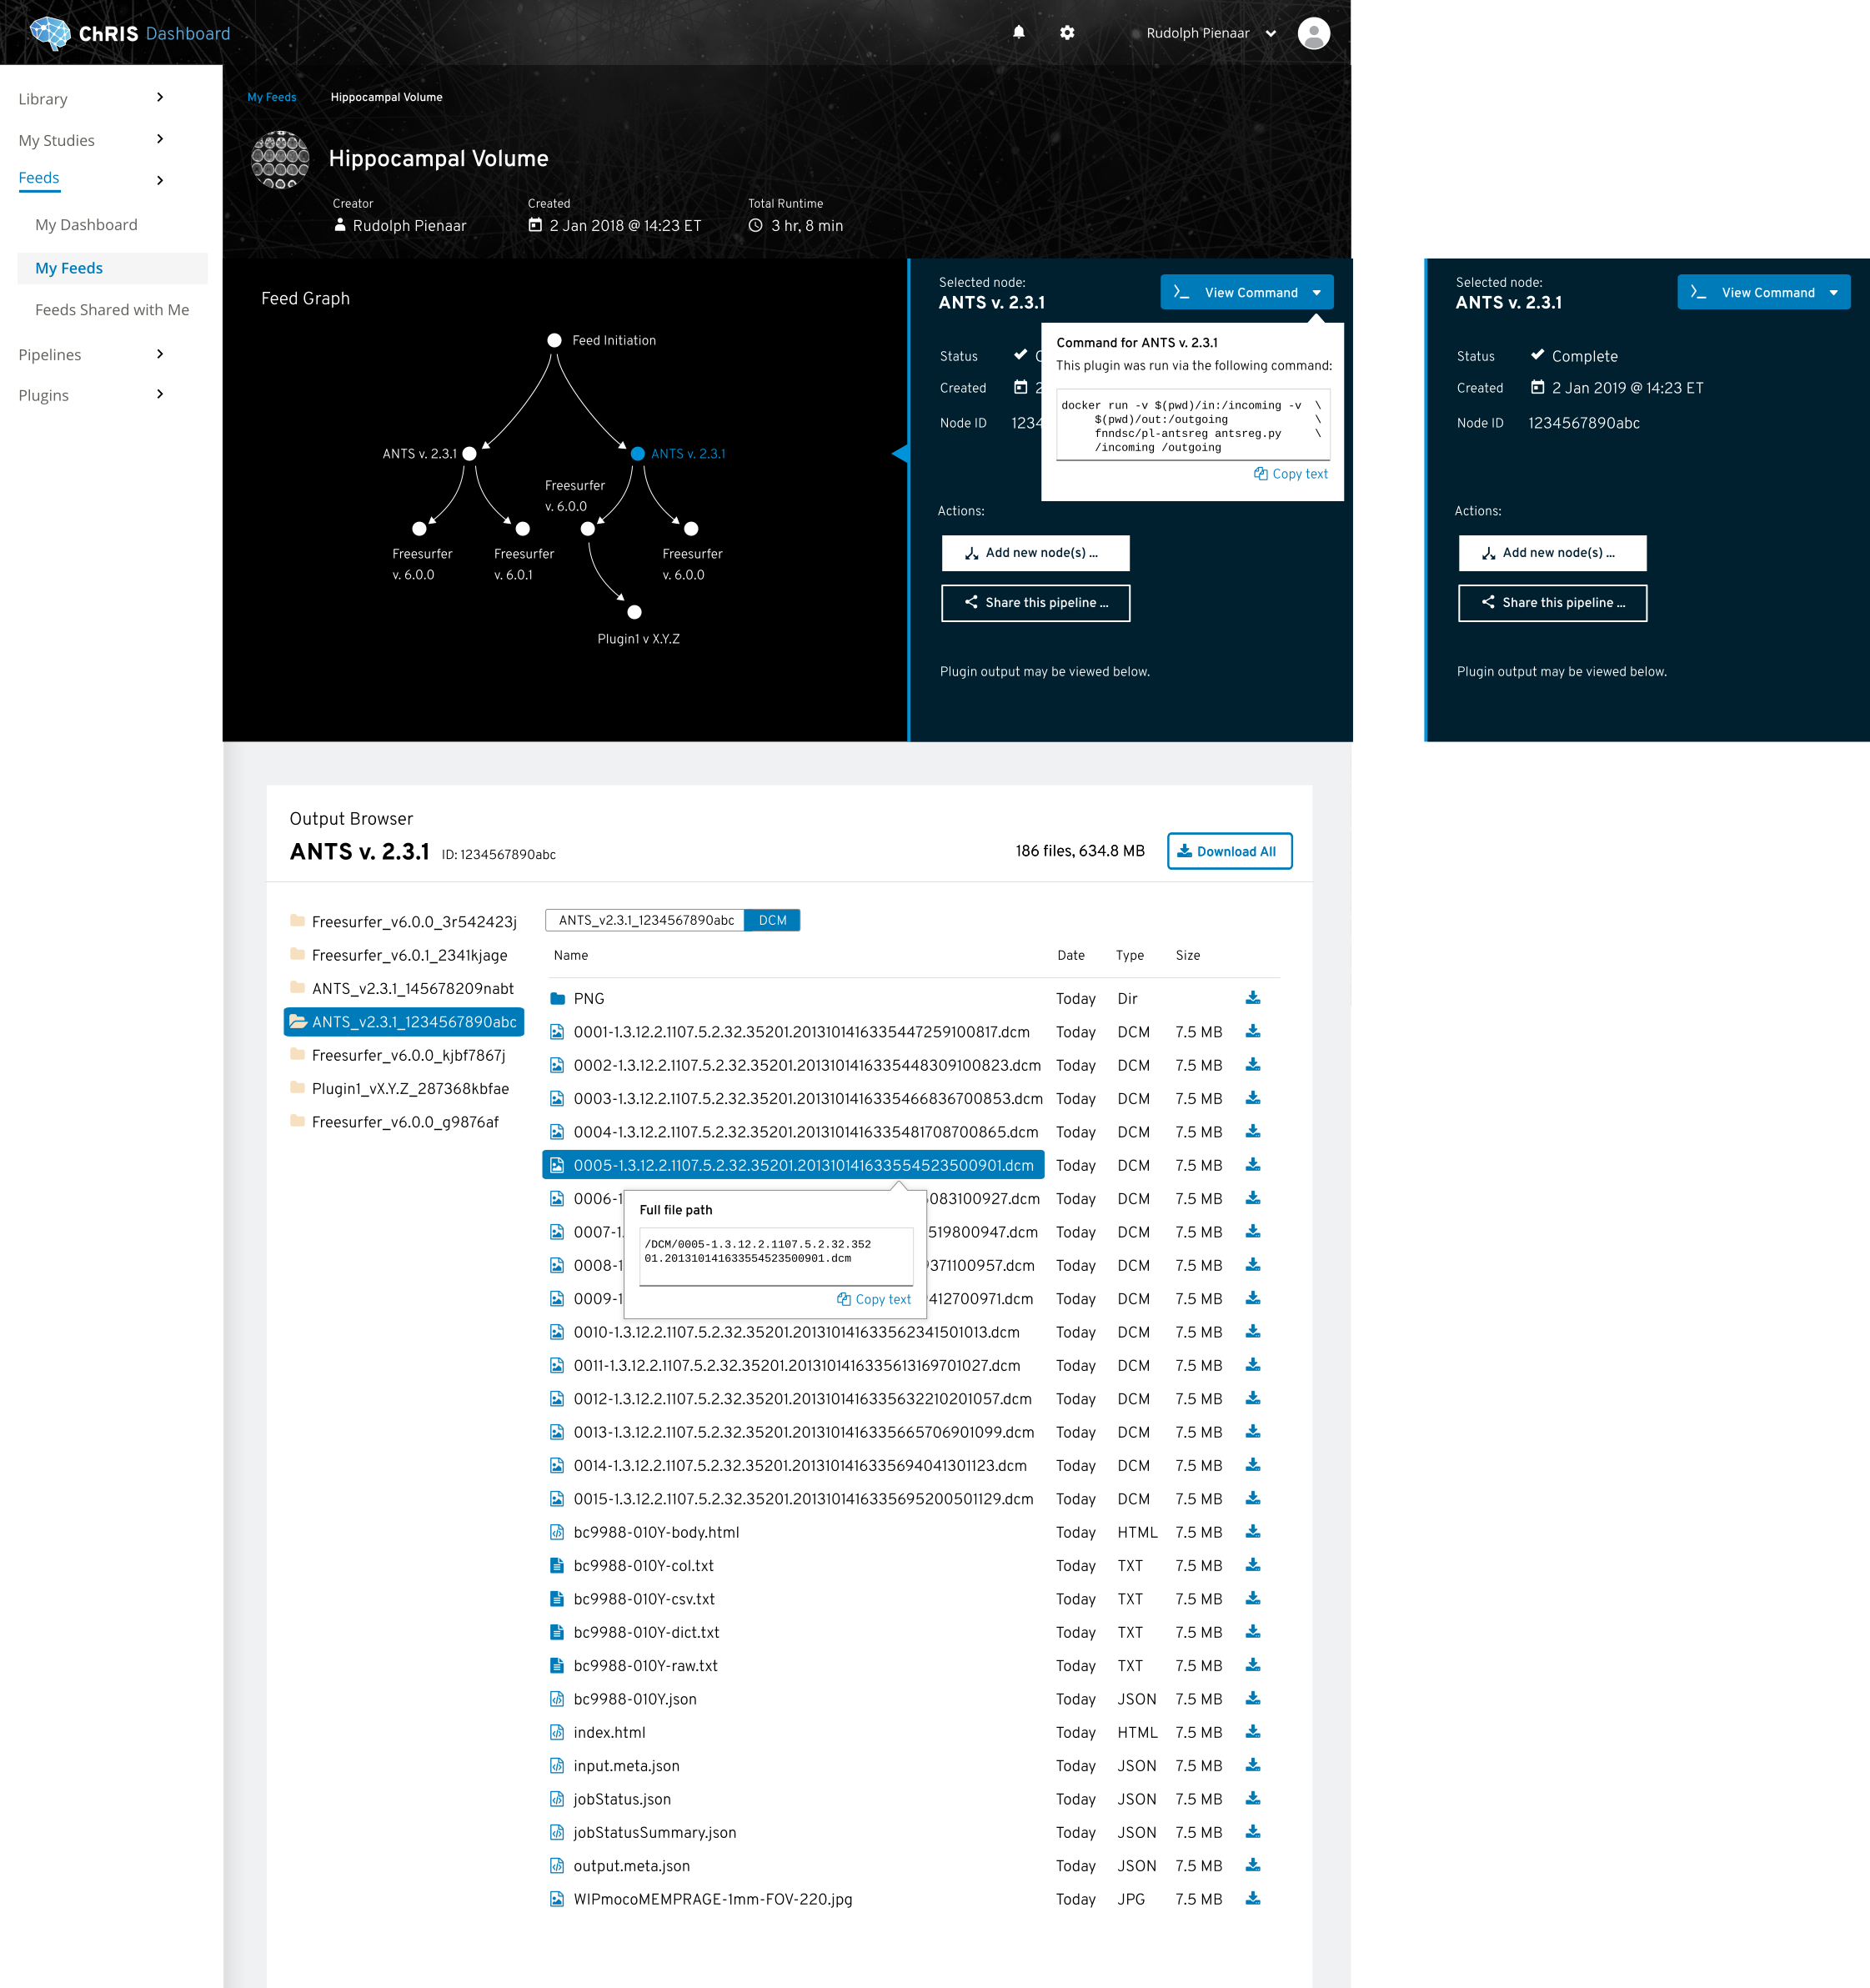 ChRIS Dashboard
Rudolph Pienaar
Library
My Studies
Feeds
My Dashboard
My Feeds
Feeds Shared with Me
Pipelines
Plugins
My Feeds Hippocampal Volume
Hippocampal Volume
Creator Created Total Runtime
Rudolph Pienaar 2 Jan 2018 @ 14:23 ET 3 hr, 8 min
Feed Graph
Feed Initiation
ANTS v. 2.3.1
ANTS v. 2.3.1
Freesurfer
v. 6.0.0
Freesurfer
v. 6.0.0
Freesurfer
v. 6.0.1
Freesurfer
v. 6.0.0
Plugin1 v X.Y.Z
Selected node:
ANTS v. 2.3.1
View Command
Command for ANTS v. 2.3.1
This plugin was run via the following command:
docker run -v $(pwd)/in:/incoming -v \
$(pwd)/out:/outgoing \
fnndsc/pl-antsreg antsreg.py \
/incoming /outgoing
Copy text
Status
Created 2
Node ID 1234
Actions:
Add new node(s) ...
Share this pipeline ...
Plugin output may be viewed below.
Selected node:
ANTS v. 2.3.1
View Command
Status Complete
Created 2 Jan 2019 @ 14:23 ET
Node ID 1234567890abc
Actions:
Add new node(s) ...
Share this pipeline ...
Plugin output may be viewed below.
Output Browser
ANTS v. 2.3.1 ID: 1234567890abc
186 files, 634.8 MB
Download All
Freesurfer_v6.0.0_3r542423j
Freesurfer_v6.0.1_2341kjage
ANTS_v2.3.1_145678209nabt
ANTS_v2.3.1_1234567890abc
Freesurfer_v6.0.0_kjbf7867j
Plugin1_vX.Y.Z_287368kbfae
Freesurfer_v6.0.0_g9876af
ANTS_v2.3.1_1234567890abc DCM
Name Date Type Size
PNG Today Dir
0001-1.3.12.2.1107.5.2.32.35201.2013101416335447259100817.dcm Today DCM 7.5 MB
0002-1.3.12.2.1107.5.2.32.35201.2013101416335448309100823.dcm Today DCM 7.5 MB
0003-1.3.12.2.1107.5.2.32.35201.2013101416335466836700853.dcm Today DCM 7.5 MB
0004-1.3.12.2.1107.5.2.32.35201.2013101416335481708700865.dcm Today DCM 7.5 MB
0005-1.3.12.2.1107.5.2.32.35201.201310141633554523500901.dcm Today DCM 7.5 MB
0006-1 083100927.dcm Today DCM 7.5 MB
0007-1. 519800947.dcm Today DCM 7.5 MB
0008-1 371100957.dcm Today DCM 7.5 MB
0009-1 412700971.dcm Today DCM 7.5 MB
Full file path
/DCM/0005-1.3.12.2.1107.5.2.32.352
01.201310141633554523500901.dcm
Copy text
0010-1.3.12.2.1107.5.2.32.35201.201310141633562341501013.dcm Today DCM 7.5 MB
0011-1.3.12.2.1107.5.2.32.35201.2013101416335613169701027.dcm Today DCM 7.5 MB
0012-1.3.12.2.1107.5.2.32.35201.2013101416335632210201057.dcm Today DCM 7.5 MB
0013-1.3.12.2.1107.5.2.32.35201.2013101416335665706901099.dcm Today DCM 7.5 MB
0014-1.3.12.2.1107.5.2.32.35201.2013101416335694041301123.dcm Today DCM 7.5 MB
0015-1.3.12.2.1107.5.2.32.35201.2013101416335695200501129.dcm Today DCM 7.5 MB
bc9988-010Y-body.html Today HTML 7.5 MB
bc9988-010Y-col.txt Today TXT 7.5 MB
bc9988-010Y-csv.txt Today TXT 7.5 MB
bc9988-010Y-dict.txt Today TXT 7.5 MB
bc9988-010Y-raw.txt Today TXT 7.5 MB
bc9988-010Y.json Today JSON 7.5 MB
index.html Today HTML 7.5 MB
input.meta.json Today JSON 7.5 MB
jobStatus.json Today JSON 7.5 MB
jobStatusSummary.json Today JSON 7.5 MB
output.meta.json Today JSON 7.5 MB
WIPmocoMEMPRAGE-1mm-FOV-220.jpg Today JPG 7.5 MB